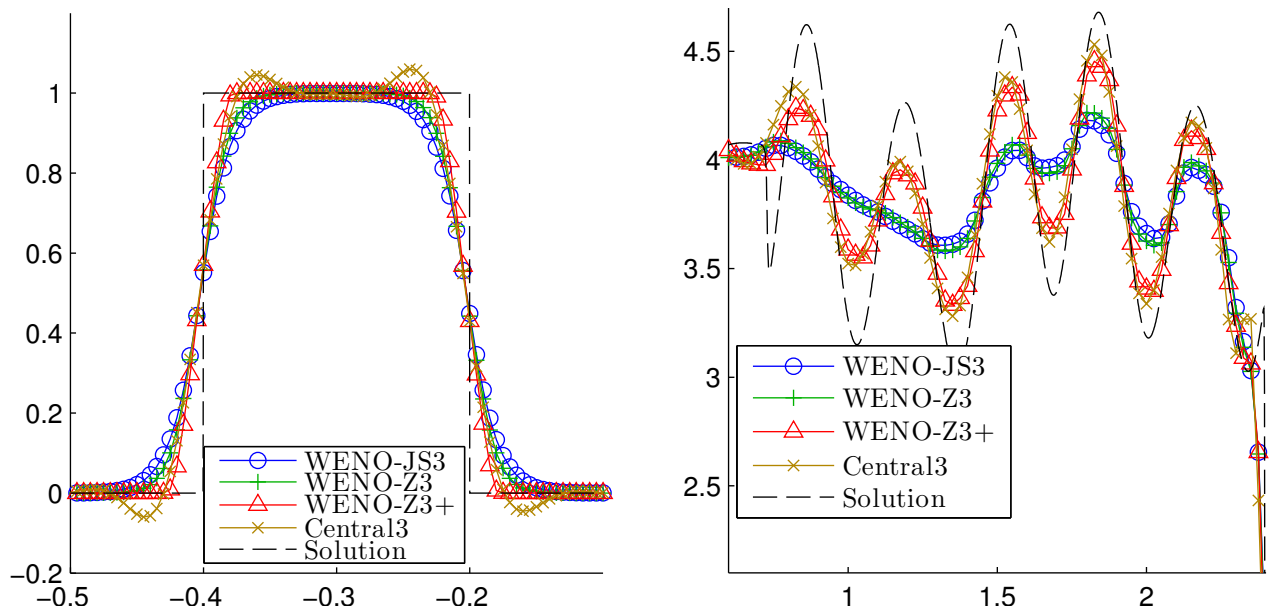 1
0.8
0.6
0.4
0.2
0
−0.2
−0.5
−0.4
−0.3
−0.2
WENO-JS3
WENO-Z3
WENO-Z3+
Central3
Solution
4.5
4
3.5
3
2.5
1
1.5
2
WENO-JS3
WENO-Z3
WENO-Z3+
Central3
Solution